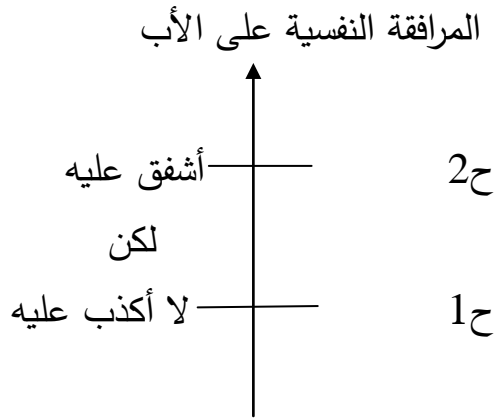 المرافقة النفسية على الأب
ح2 أشفق عليه
لكن
ح1 لا أكذب عليه